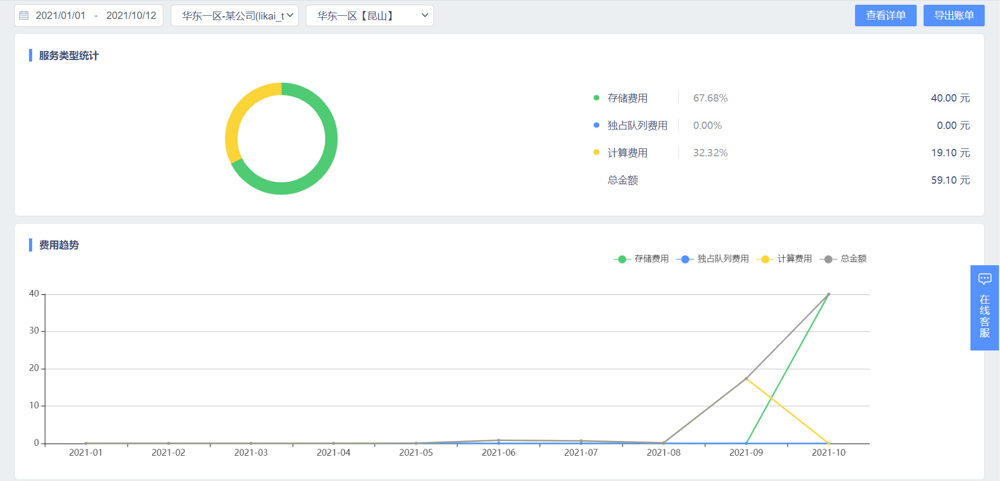 2021/01/01 - 2021/10/12 华东一区-某公司(likai_t 华东一区【昆山】 查看详单 导出账单
服务类型统计
存储费用 67.68% 40.00 元
独占队列费用 0.00% 0.00 元
计算费用 32.32% 19.10 元
总金额 59.10 元
费用趋势
存储费用 独占队列费用 计算费用 总金额
40
30
20
10
0
2021-01 2021-02 2021-03 2021-04 2021-05 2021-06 2021-07 2021-08 2021-09 2021-10
在线客服